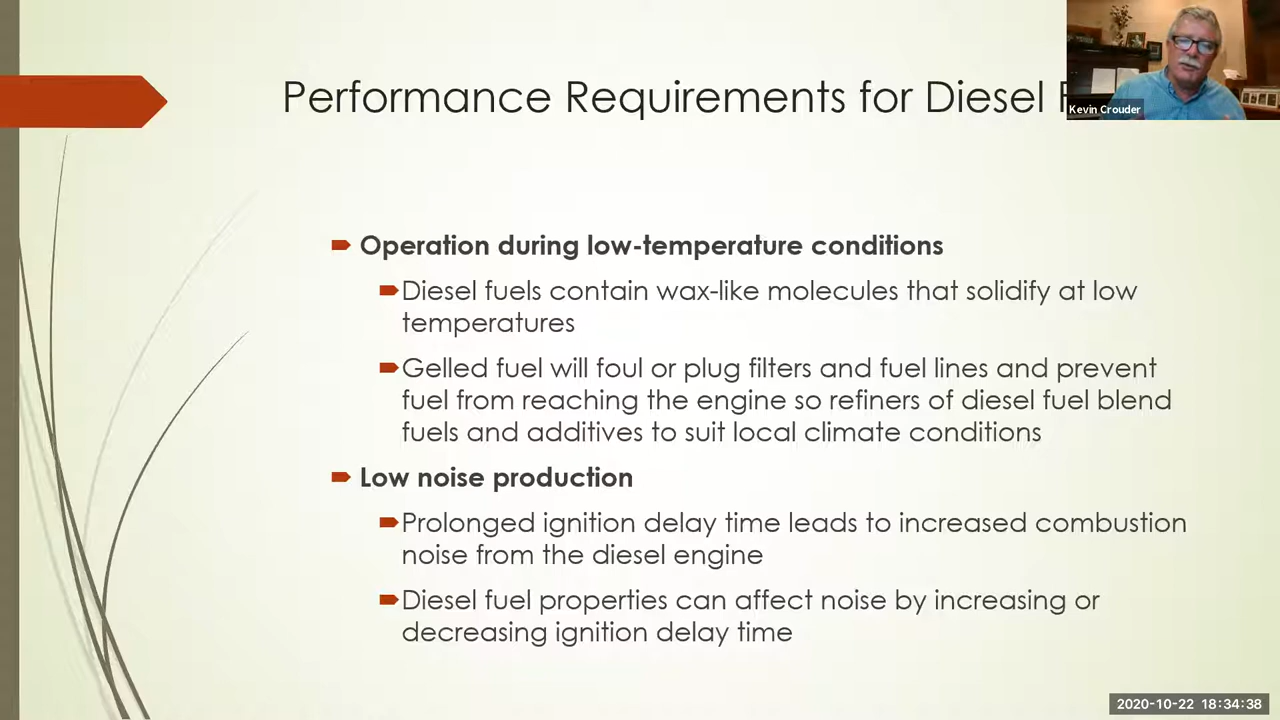 Performance Requirements for Diesel
Kevin Crouder
Operation during low-temperature conditions
Diesel fuels contain wax-like molecules that solidify at low
temperatures
Gelled fuel will foul or plug filters and fuel lines and prevent
fuel from reaching the engine so refiners of diesel fuel blend
fuels and additives to suit local climate conditions
Low noise production
Prolonged ignition delay time leads to increased combustion
noise from the diesel engine
Diesel fuel properties can affect noise by increasing or
decreasing ignition delay time
2020-10-22 18:34:38